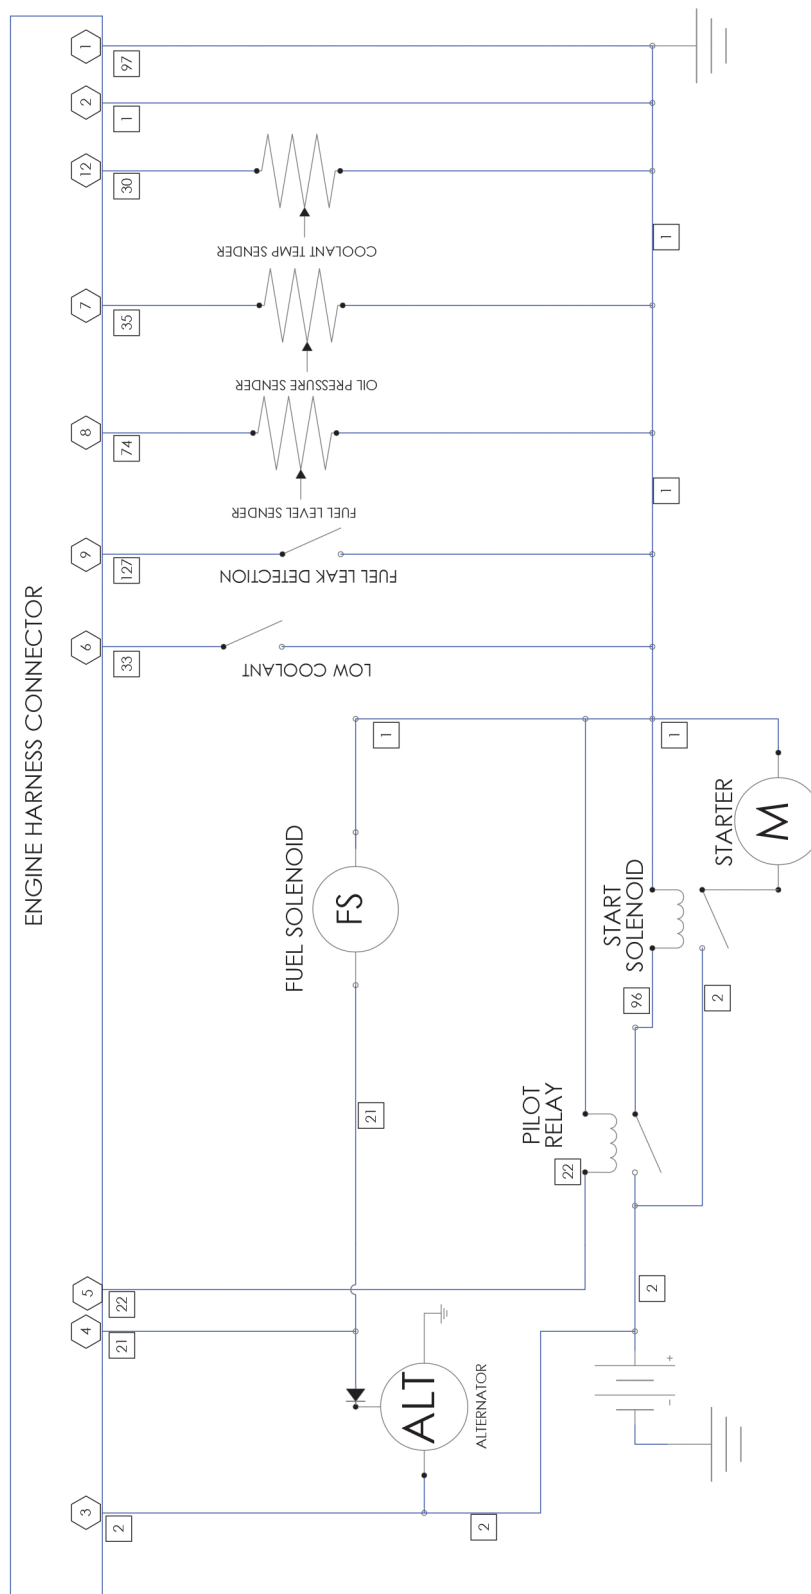 ENGINE HARNESS CONNECTOR
3
4
5
6
9
8
7
12
2
1
2
21
22
33
127
74
35
30
1
97
LOW COOLANT
FUEL LEAK DETECTION
FUEL LEVEL SENDER
OIL PRESSURE SENDER
COOLANT TEMP SENDER
FUEL SOLENOID
FS
21
1
ALT
ALTERNATOR
2
PILOT
RELAY
22
START
SOLENOID
96
2
2
STARTER
M
1
1
1
+
-